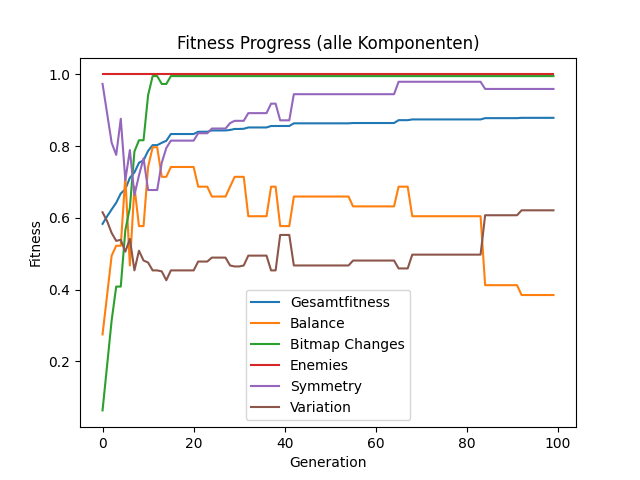 Fitness Progress (alle Komponenten)
Fitness
1.0
0.8
0.6
0.4
0.2
Gesamtfitness
Balance
Bitmap Changes
Enemies
Symmetry
Variation
0 20 40 60 80 100
Generation